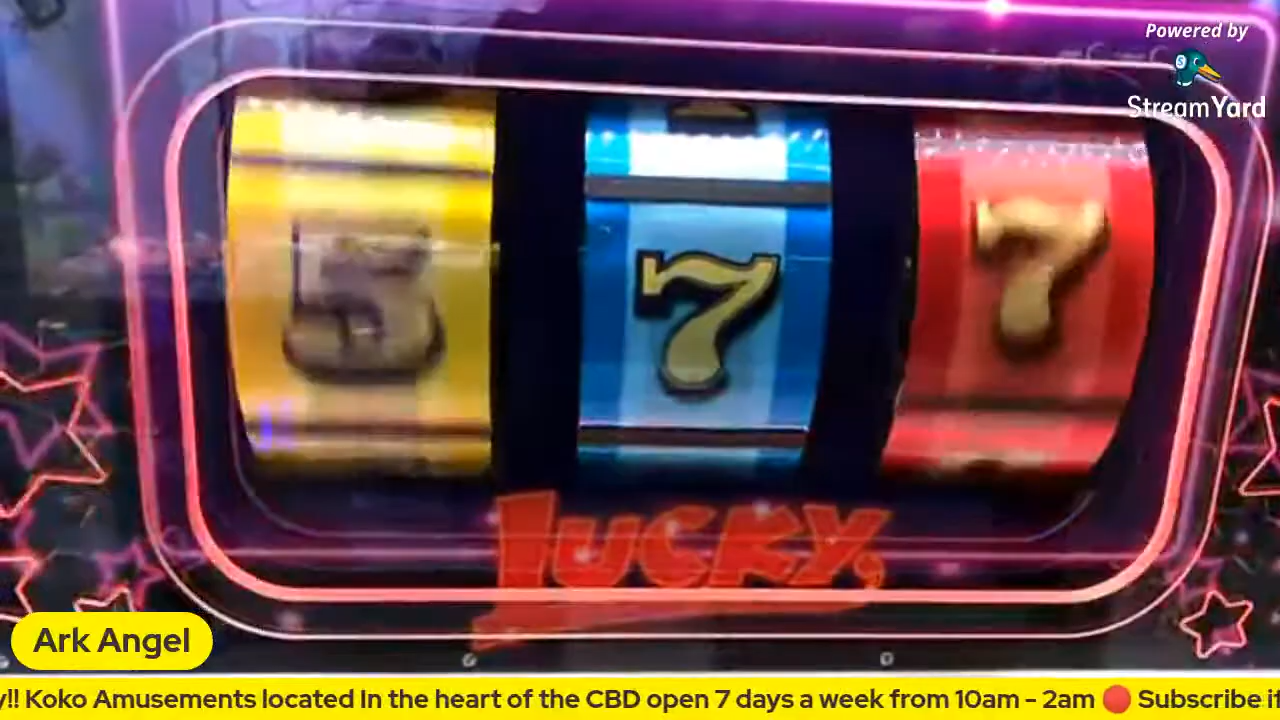 Powered by
StreamYard
5 7 7
LUCKY.
Ark Angel
y!! Koko Amusements located In the heart of the CBD open 7 days a week from 10am - 2am 🔴 Subscribe i